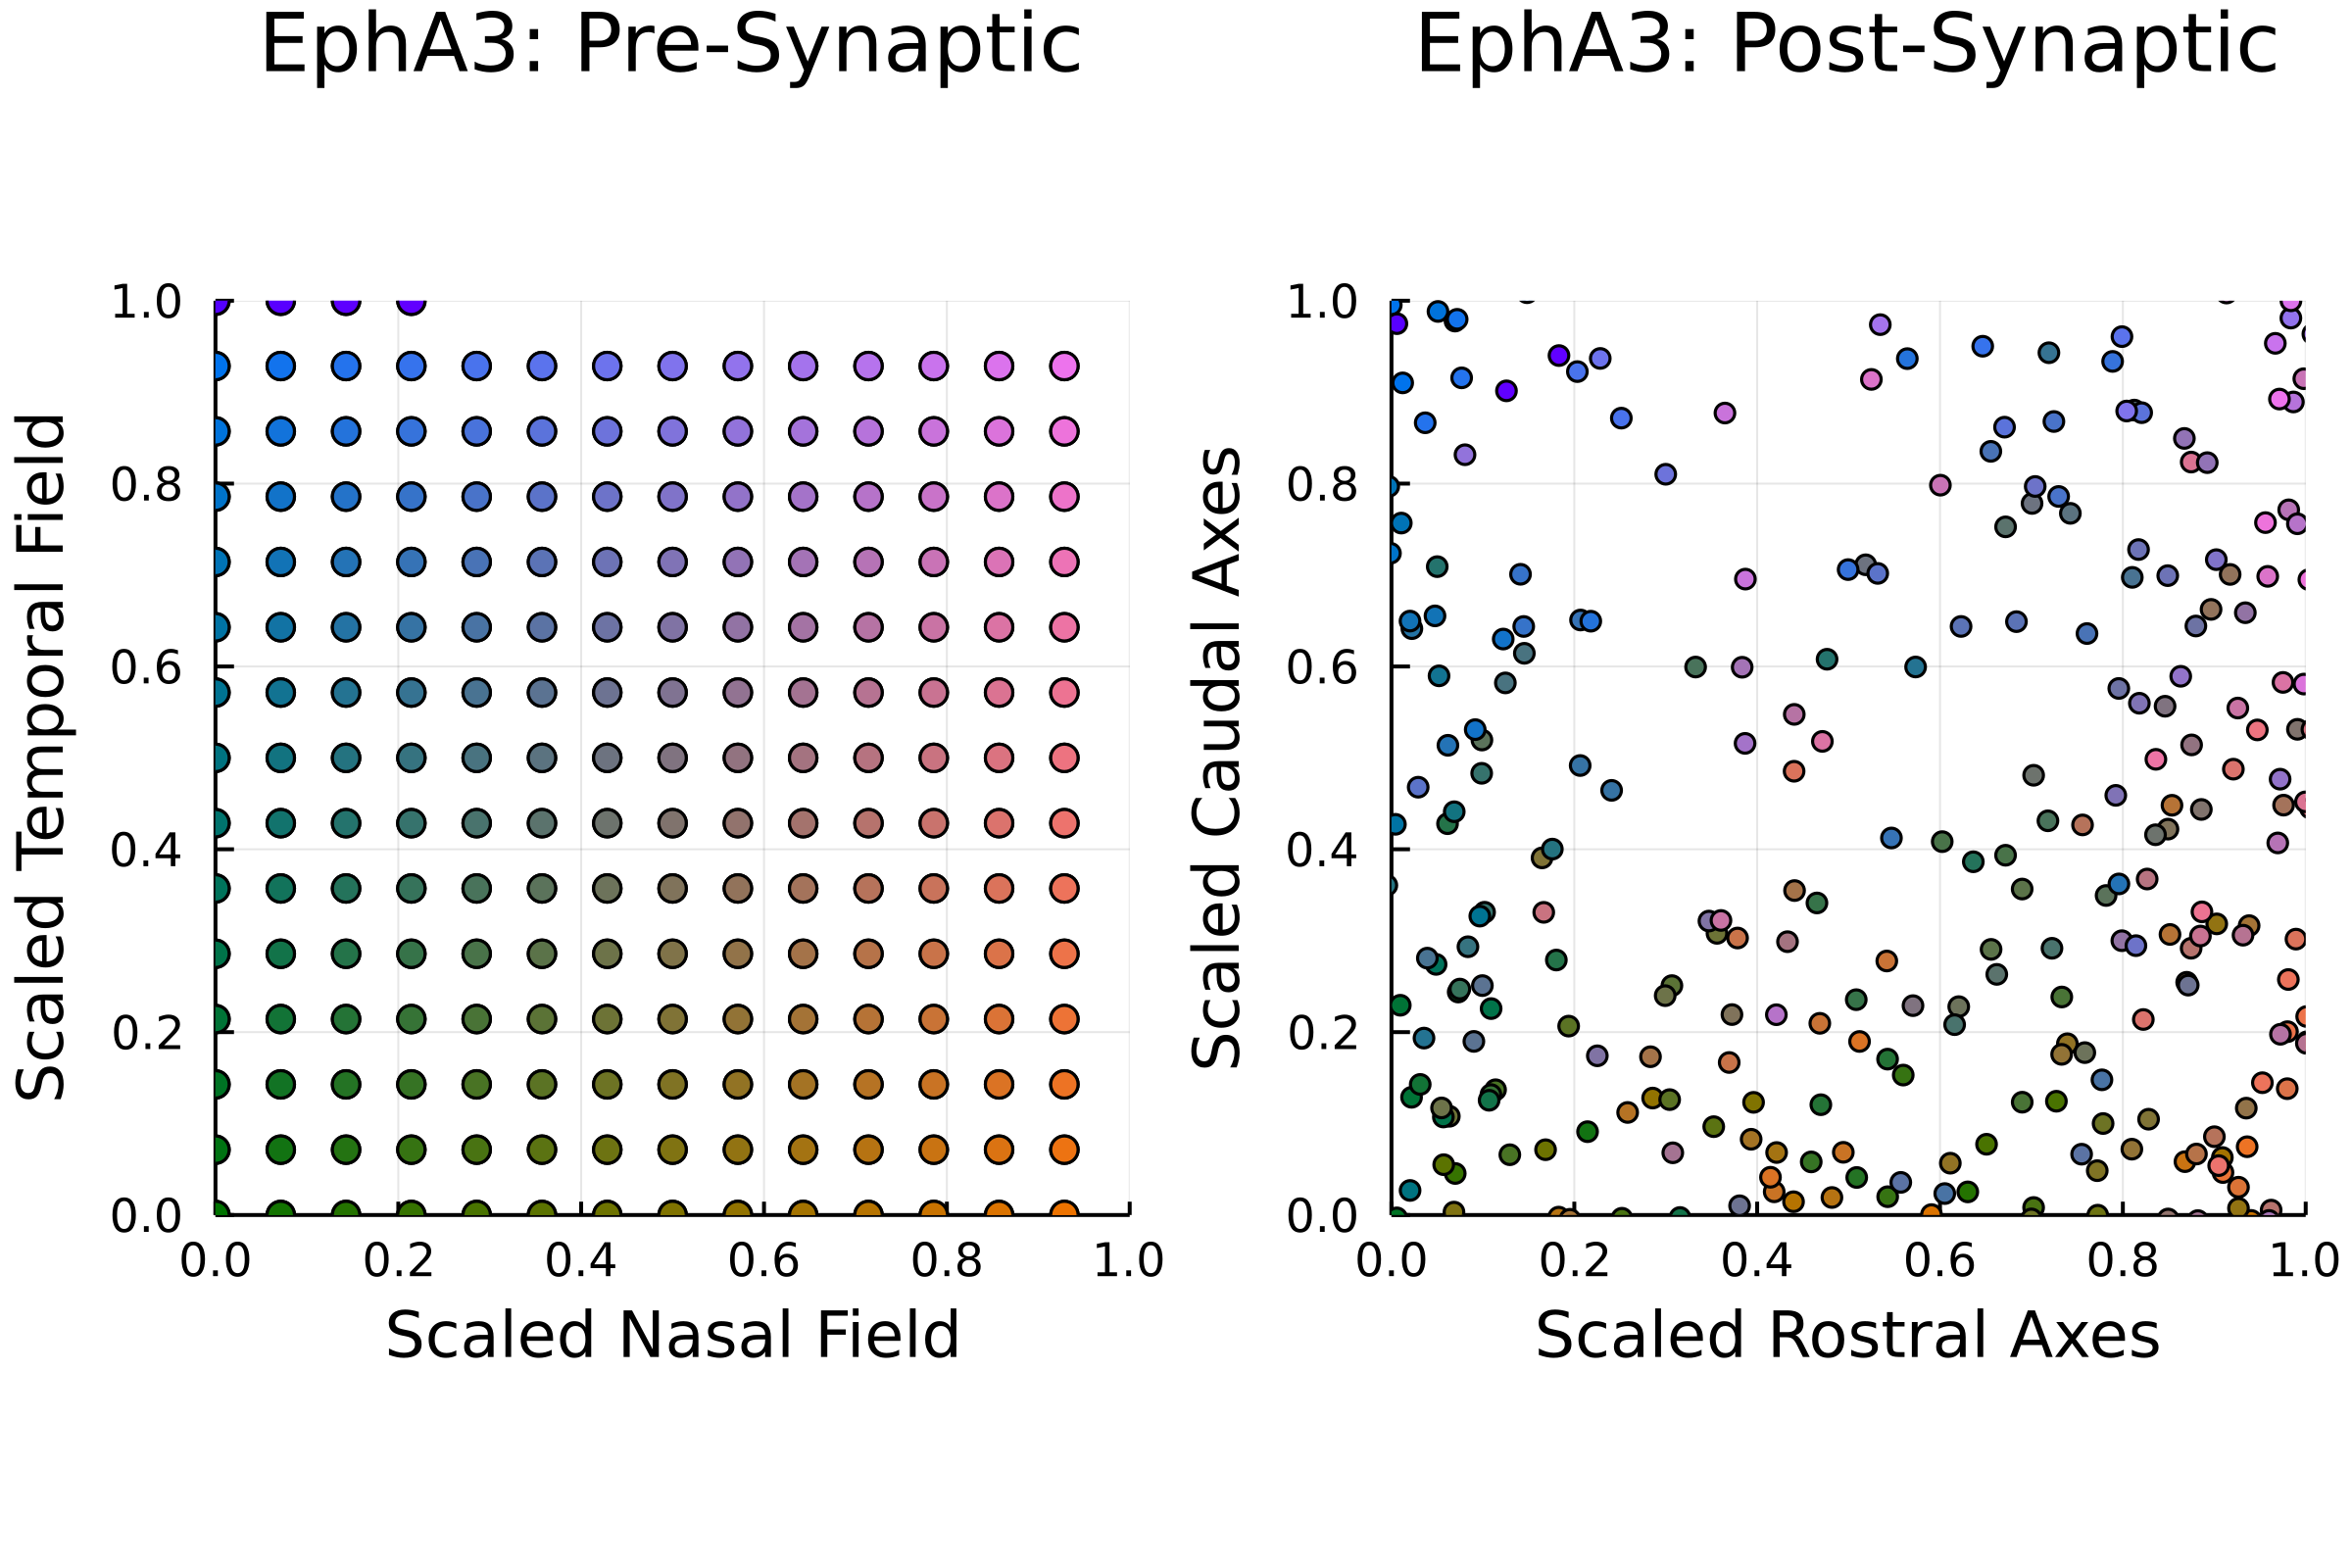 EphA3: Pre-Synaptic
Scaled Temporal Field
1.0
0.8
0.6
0.4
0.2
0.0
0.0 0.2 0.4 0.6 0.8 1.0
Scaled Nasal Field
EphA3: Post-Synaptic
Scaled Caudal Axes
1.0
0.8
0.6
0.4
0.2
0.0
0.0 0.2 0.4 0.6 0.8 1.0
Scaled Rostral Axes